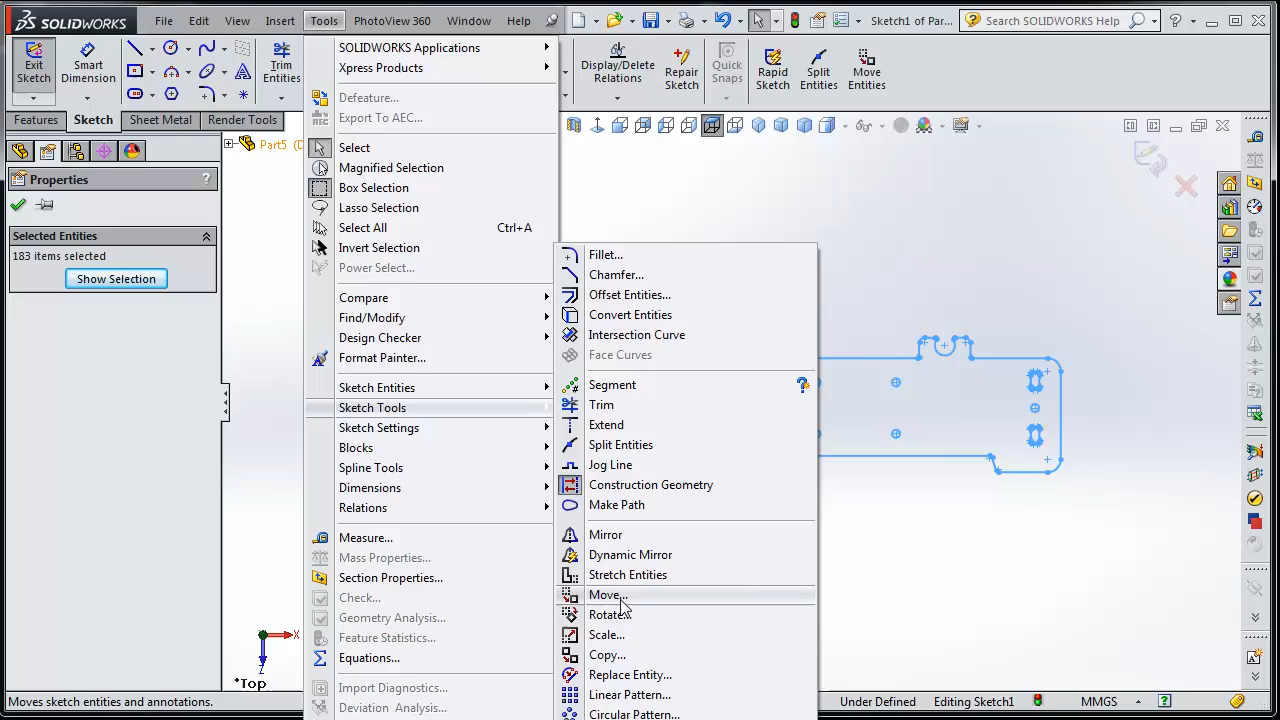 SOLIDWORKS File Edit View Insert Tools PhotoView 360 Window Help Sketch1 of Par... Search SOLIDWORKS Help
Exit Sketch
Smart Dimension
Trim Entities
Display/Delete Relations
Repair Sketch
Quick Snaps
Rapid Sketch
Split Entities
Move Entities
Features Sketch Sheet Metal Render Tools
Part5 (D
Properties ?
Selected Entities
183 items selected
Show Selection
SOLIDWORKS Applications
Xpress Products
Defeature...
Export To AEC...
Select
Magnified Selection
Box Selection
Lasso Selection
Select All Ctrl+A
Invert Selection
Power Select...
Compare
Find/Modify
Design Checker
Format Painter...
Sketch Entities
Sketch Tools
Sketch Settings
Blocks
Spline Tools
Dimensions
Relations
Measure...
Mass Properties...
Section Properties...
Check...
Geometry Analysis...
Feature Statistics...
Equations...
Import Diagnostics...
Deviation Analysis...
Fillet...
Chamfer...
Offset Entities...
Convert Entities
Intersection Curve
Face Curves
Segment
Trim
Extend
Split Entities
Jog Line
Construction Geometry
Make Path
Mirror
Dynamic Mirror
Stretch Entities
Move...
Rotate...
Scale...
Copy...
Replace Entity...
Linear Pattern...
Circular Pattern...
X
Z
*Top
Moves sketch entities and annotations. Under Defined Editing Sketch1 MMGS